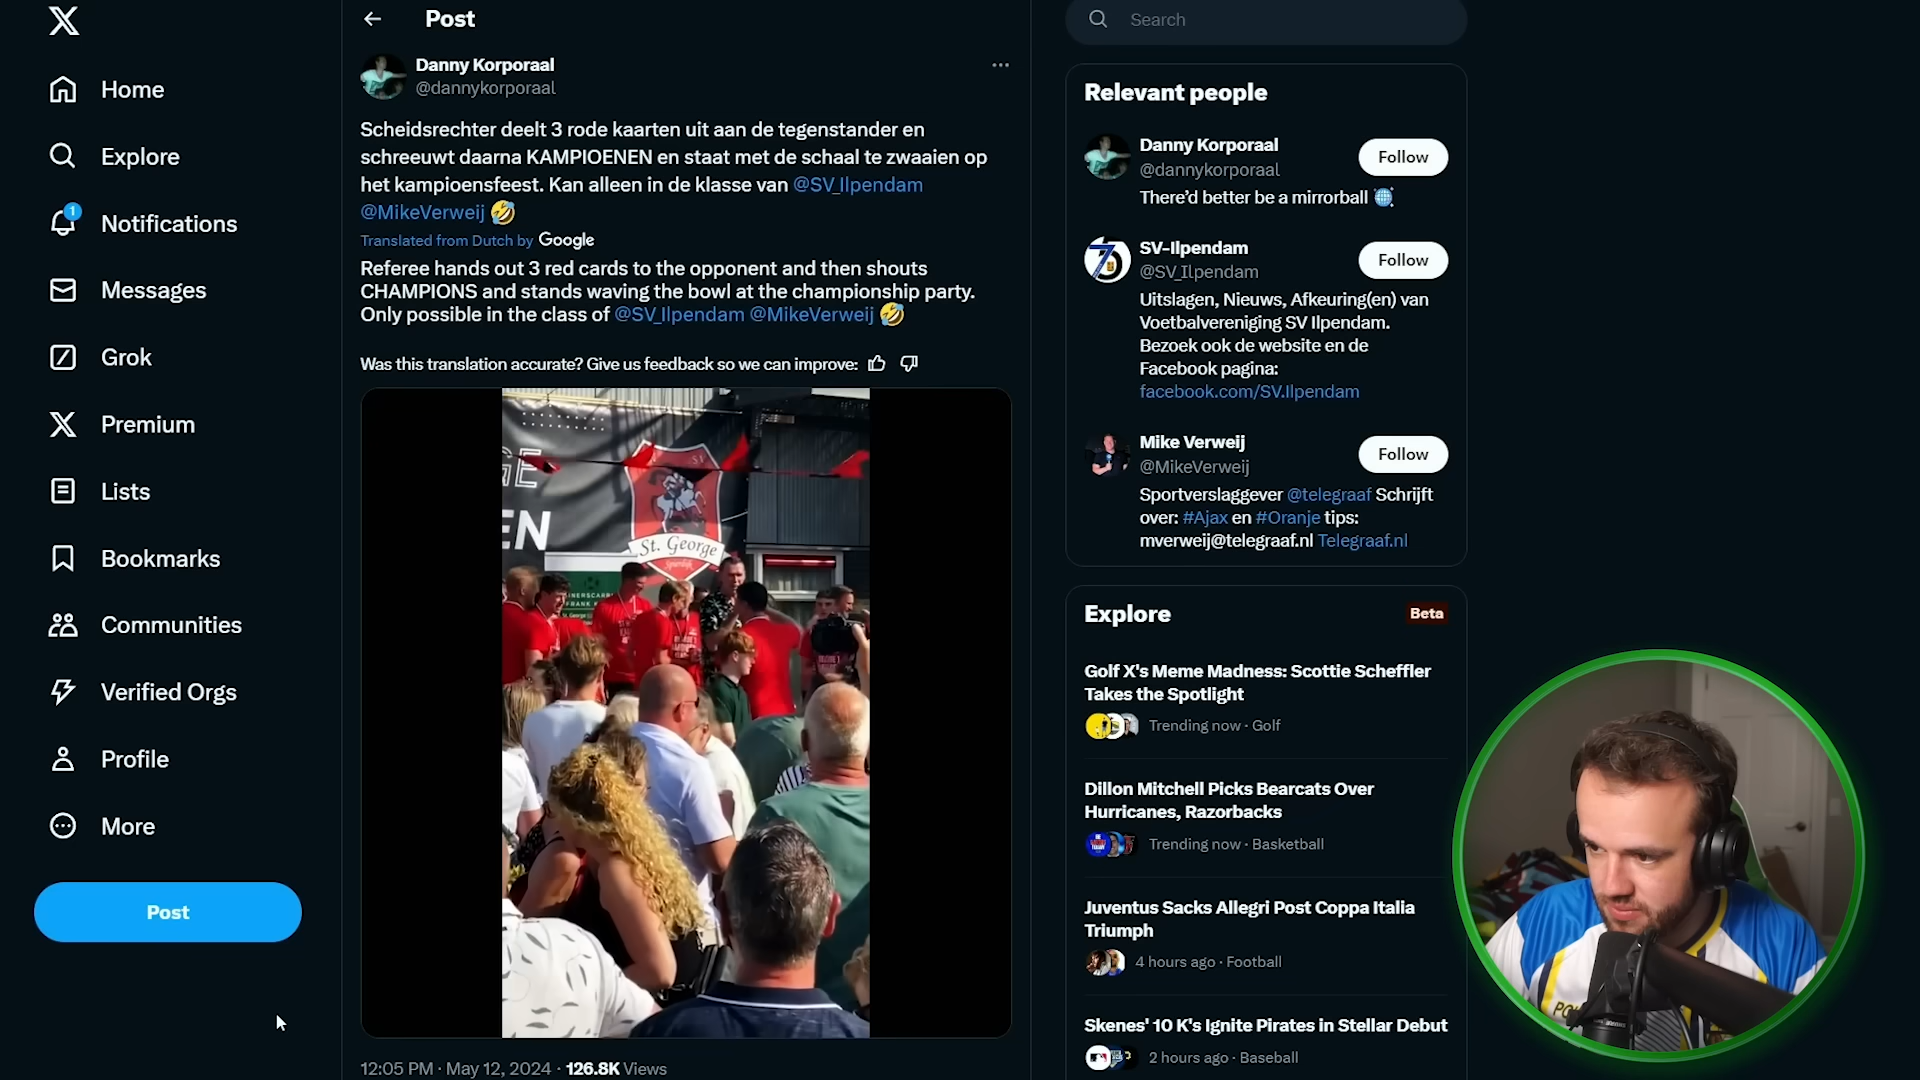 Home
Explore
1
Notifications
Messages
Grok
Premium
Lists
Bookmarks
Communities
Verified Orgs
Profile
More
Post
Post
Danny Korporaal
@dannykorporaal
Scheidsrechter deelt 3 rode kaarten uit aan de tegenstander en
schreeuwt daarna KAMPIOENEN en staat met de schaal te zwaaien op
het kampioensfeest. Kan alleen in de klasse van @SV_Ilpendam
@MikeVerweij
Translated from Dutch by Google
Referee hands out 3 red cards to the opponent and then shouts
CHAMPIONS and stands waving the bowl at the championship party.
Only possible in the class of @SV_Ilpendam @MikeVerweij
Was this translation accurate? Give us feedback so we can improve:
GE
EN
St. George
12:05 PM · May 12, 2024 · 126.8K Views
Search
Relevant people
Danny Korporaal
@dannykorporaal
Follow
There'd better be a mirrorball
SV-Ilpendam
@SV_Ilpendam
Follow
Uitslagen, Nieuws, Afkeuring(en) van
Voetbalvereniging SV Ilpendam.
Bezoek ook de website en de
Facebook pagina:
facebook.com/SV.Ilpendam
Mike Verweij
@MikeVerweij
Follow
Sportverslaggever @telegraaf Schrijft
over: #Ajax en #Oranje tips:
mverweij@telegraaf.nl Telegraaf.nl
Explore
Beta
Golf X's Meme Madness: Scottie Scheffler
Takes the Spotlight
Trending now · Golf
Dillon Mitchell Picks Bearcats Over
Hurricanes, Razorbacks
Trending now · Basketball
Juventus Sacks Allegri Post Coppa Italia
Triumph
4 hours ago · Football
Skenes' 10 K's Ignite Pirates in Stellar Debut
2 hours ago · Baseball